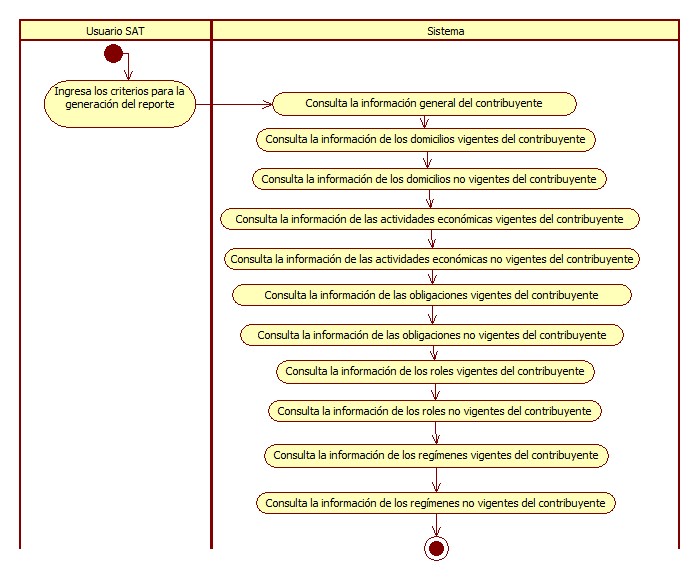 Usuario SAT
Sistema
Ingresa los criterios para la
generación del reporte
Consulta la información general del contribuyente
Consulta la información de los domicilios vigentes del contribuyente
Consulta la información de los domicilios no vigentes del contribuyente
Consulta la información de las actividades económicas vigentes del contribuyente
Consulta la información de las actividades económicas no vigentes del contribuyente
Consulta la información de las obligaciones vigentes del contribuyente
Consulta la información de las obligaciones no vigentes del contribuyente
Consulta la información de los roles vigentes del contribuyente
Consulta la información de los roles no vigentes del contribuyente
Consulta la información de los regímenes vigentes del contribuyente
Consulta la información de los regímenes no vigentes del contribuyente